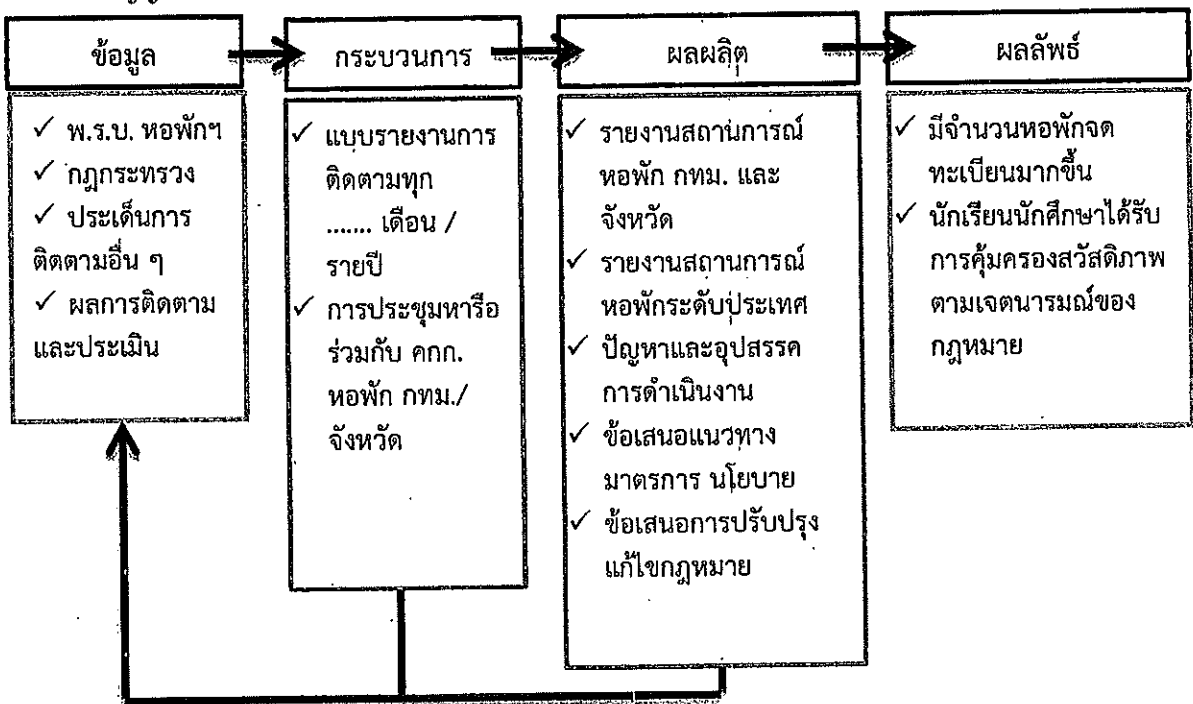 ข้อมูล
กระบวนการ
ผลผลิต
ผลลัพธ์
✓ พ.ร.บ. หอพักฯ
✓ กฎกระทรวง
✓ ประเด็นการ
ติดตามอื่น ๆ
✓ ผลการติดตาม
และประเมิน
✓ แบบรายงานการ
ติดตามทุก
....... เดือน /
รายปี
✓ การประชุมหารือ
ร่วมกับ คกก.
หอพัก กทม./
จังหวัด
✓ รายงานสถานการณ์
หอพัก กทม. และ
จังหวัด
✓ รายงานสถานการณ์
หอพักระดับประเทศ
✓ ปัญหาและอุปสรรค
การดำเนินงาน
✓ ข้อเสนอแนวทาง
มาตรการ นโยบาย
✓ ข้อเสนอการปรับปรุง
แก้ไขกฎหมาย
✓ มีจำนวนหอพักจด
ทะเบียนมากขึ้น
✓ นักเรียนนักศึกษาได้รับ
การคุ้มครองสวัสดิภาพ
ตามเจตนารมณ์ของ
กฎหมาย